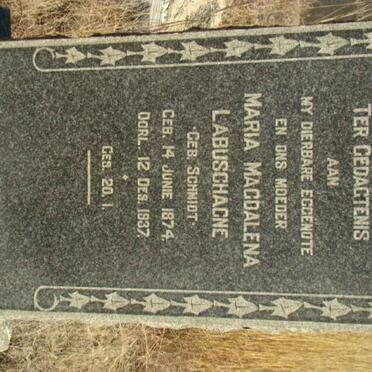 TER GEDACTENIS
AAN
MY DIERBARE EGGENOTE
EN ONS MOEDER
MARIA MAGDALENA
LABUSCHAGNE
GEB. SCHMIDT.
GEB. 14 JUNIE 1874.
OORL. 12 DES. 1937.
GES. 20. 1.